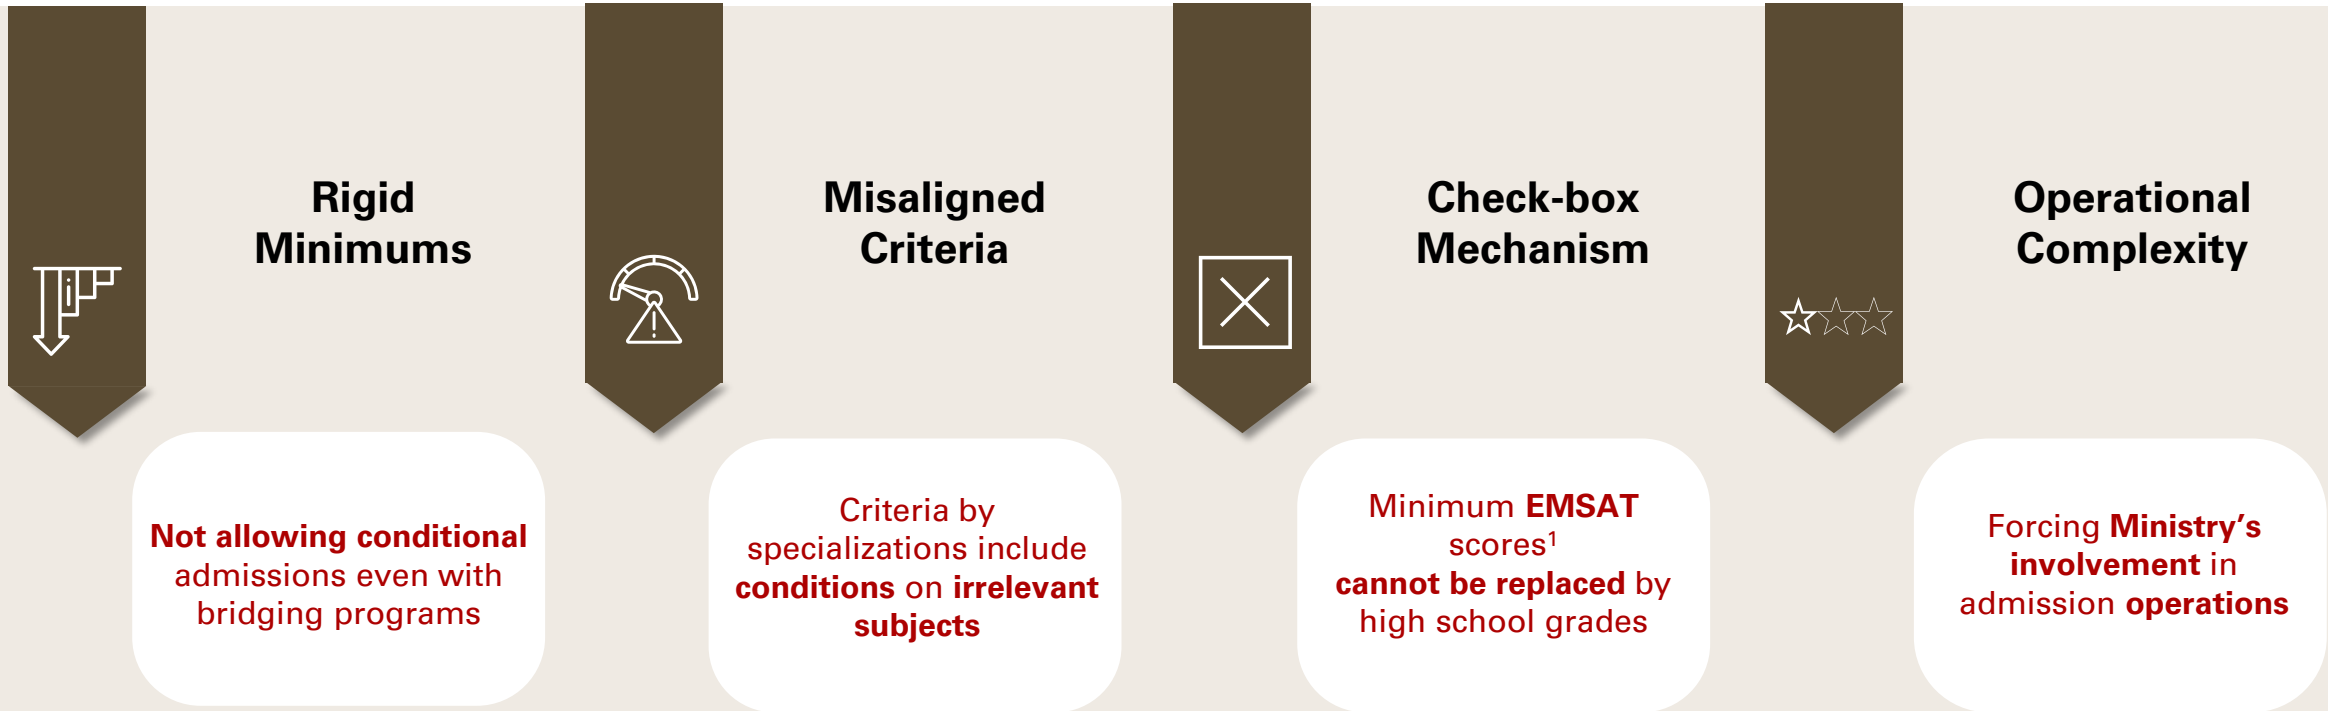 Rigid
Minimums
Not allowing conditional
admissions even with
bridging programs
Misaligned
Criteria
Criteria by
specializations include
conditions on irrelevant
subjects
Check-box
Mechanism
Minimum EMSAT
scores¹
cannot be replaced by
high school grades
Operational
Complexity
Forcing Ministry’s
involvement in
admission operations